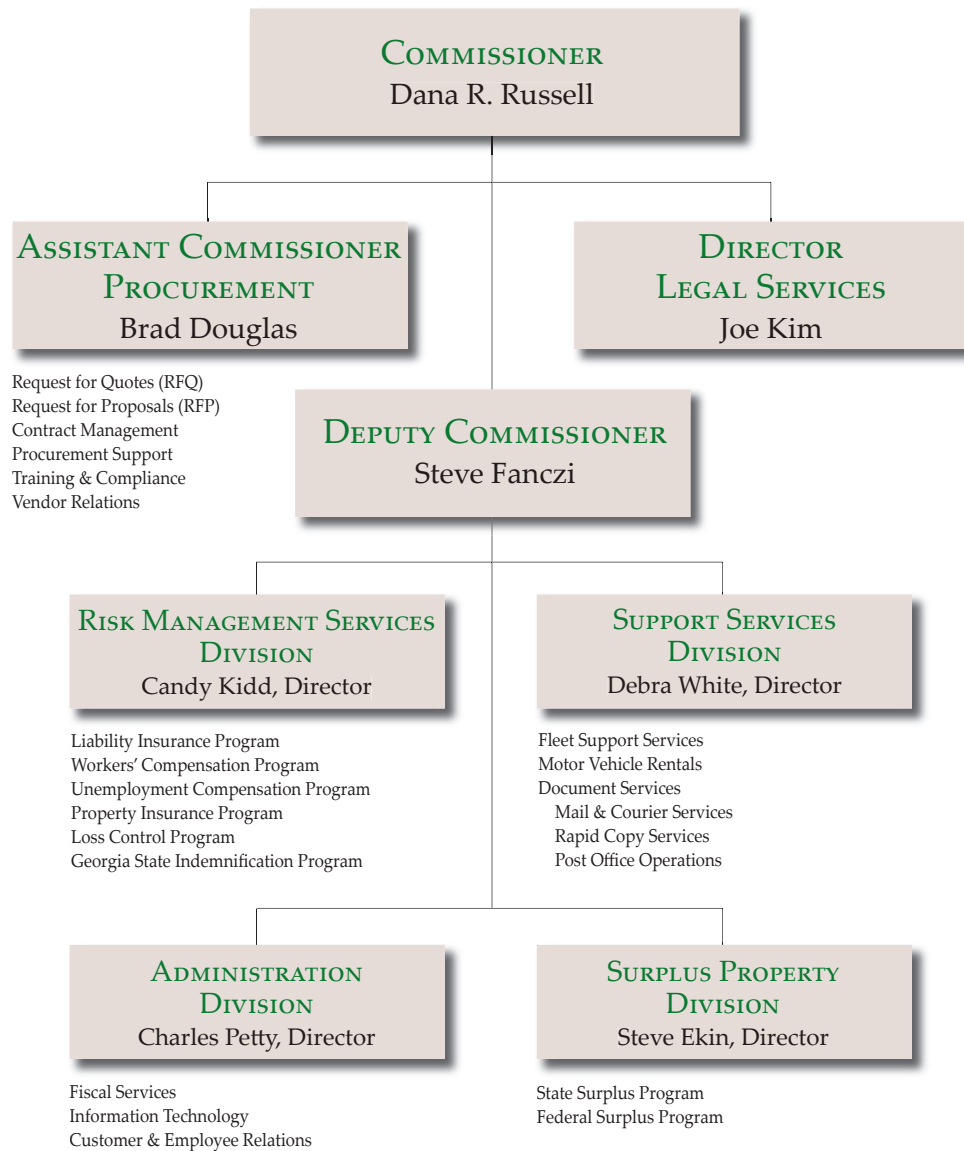 Commissioner
Dana R. Russell
Assistant Commissioner
Procurement
Brad Douglas
Director
Legal Services
Joe Kim
Request for Quotes (RFQ)
Request for Proposals (RFP)
Contract Management
Procurement Support
Training & Compliance
Vendor Relations
Deputy Commissioner
Steve Fanczi
Risk Management Services
Division
Candy Kidd, Director
Support Services
Division
Debra White, Director
Liability Insurance Program
Workers' Compensation Program
Unemployment Compensation Program
Property Insurance Program
Loss Control Program
Georgia State Indemnification Program
Fleet Support Services
Motor Vehicle Rentals
Document Services
Mail & Courier Services
Rapid Copy Services
Post Office Operations
Administration
Division
Charles Petty, Director
Surplus Property
Division
Steve Ekin, Director
Fiscal Services
Information Technology
Customer & Employee Relations
State Surplus Program
Federal Surplus Program